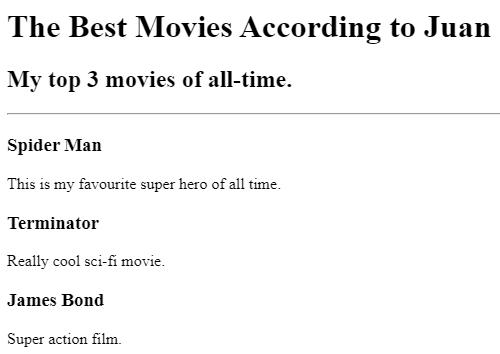 The Best Movies According to Juan
My top 3 movies of all-time.
Spider Man
This is my favourite super hero of all time.
Terminator
Really cool sci-fi movie.
James Bond
Super action film.